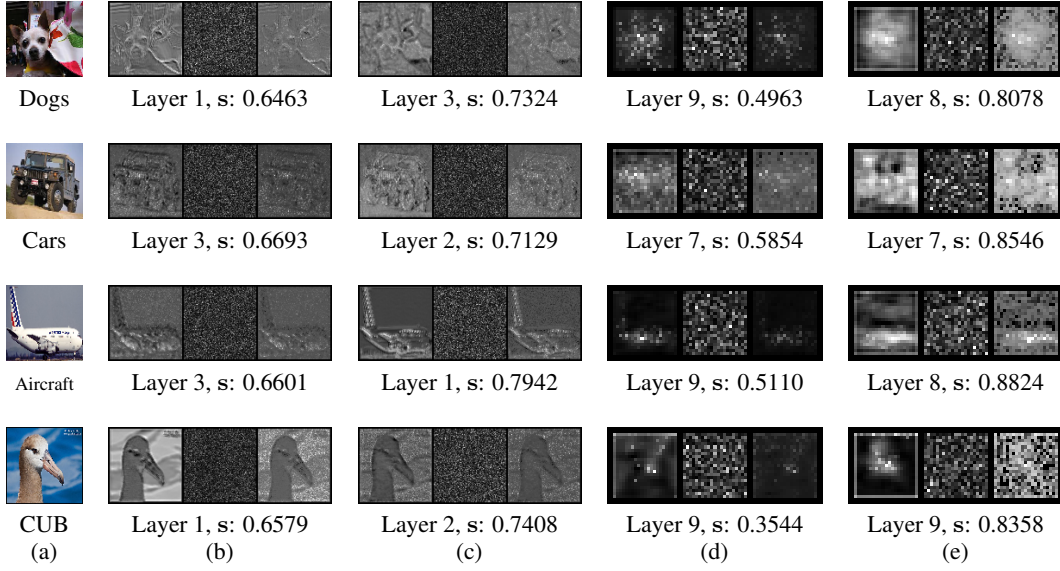 Dogs
Layer 1, s: 0.6463
Layer 3, s: 0.7324
Layer 9, s: 0.4963
Layer 8, s: 0.8078
Cars
Layer 3, s: 0.6693
Layer 2, s: 0.7129
Layer 7, s: 0.5854
Layer 7, s: 0.8546
Aircraft
Layer 3, s: 0.6601
Layer 1, s: 0.7942
Layer 9, s: 0.5110
Layer 8, s: 0.8824
CUB
Layer 1, s: 0.6579
Layer 2, s: 0.7408
Layer 9, s: 0.3544
Layer 9, s: 0.8358
(a)
(b)
(c)
(d)
(e)